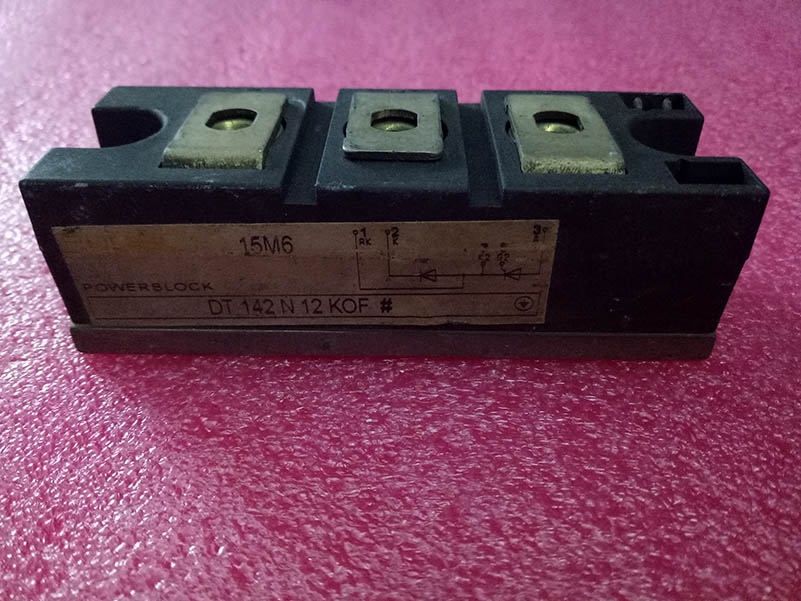 15M6
1 2 3
AK K
POWERBLOCK
DT 142 N 12 KOF #